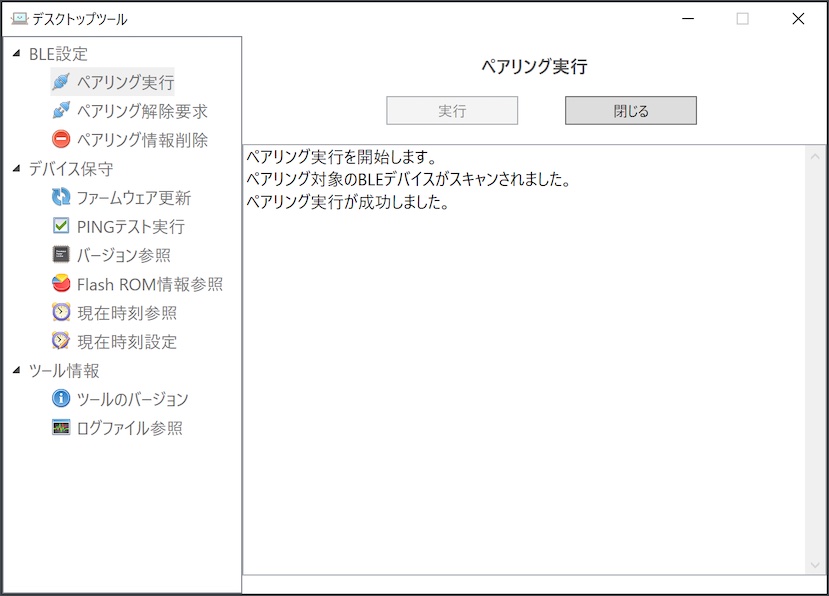 デスクトップツール
BLE設定
ペアリング実行
ペアリング解除要求
ペアリング情報削除
デバイス保守
ファームウェア更新
PINGテスト実行
バージョン参照
Flash ROM情報参照
現在時刻参照
現在時刻設定
ツール情報
ツールのバージョン
ログファイル参照
ペアリング実行
実行
閉じる
ペアリング実行を開始します。
ペアリング対象のBLEデバイスがスキャンされました。
ペアリング実行が成功しました。